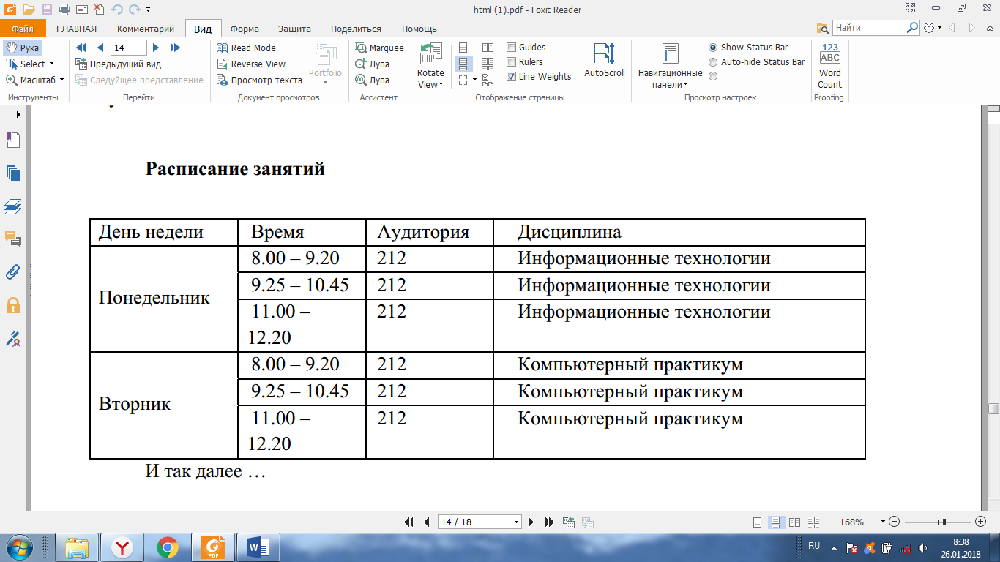 html (1).pdf - Foxit Reader
Файл ГЛАВНАЯ Комментарий Вид Форма Защита Поделиться Помощь Найти
Рука 14 Read Mode Marquee Guides Show Status Bar 123
Select Предыдущий вид Reverse View Portfolio Лупа Rotate View Rulers AutoScroll Навигационные панели Auto-hide Status Bar ABC
Масштаб Следуйщее представление Просмотр текста Лупа Line Weights Word Count
Инструменты Перейти Документ просмотров Ассистент Отображение страницы Просмотр настроек Proofing
Расписание занятий
День недели Время Аудитория Дисциплина
Понедельник 8.00 – 9.20 212 Информационные технологии
9.25 – 10.45 212 Информационные технологии
11.00 – 212 Информационные технологии
12.20
Вторник 8.00 – 9.20 212 Компьютерный практикум
9.25 – 10.45 212 Компьютерный практикум
11.00 – 212 Компьютерный практикум
12.20
И так далее …
14 / 18 168%
PDF RU 8:38
26.01.2018